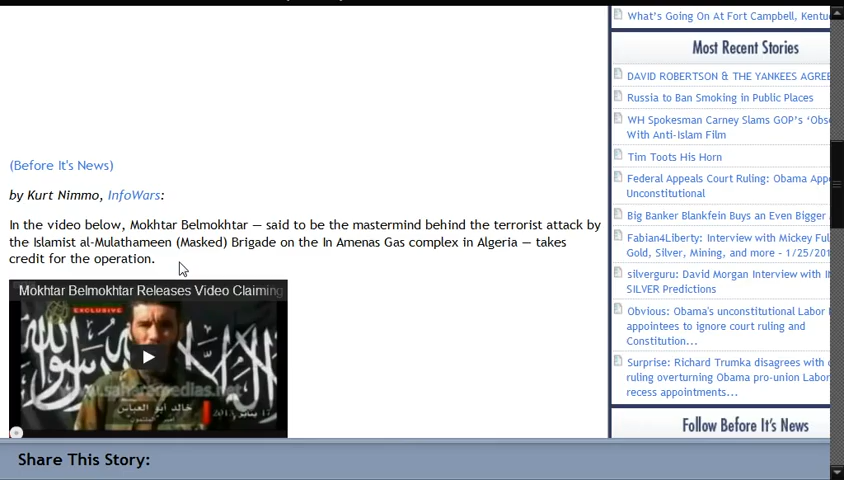 What's Going On At Fort Campbell, Kentu
Most Recent Stories
DAVID ROBERTSON & THE YANKEES AGREE
Russia to Ban Smoking in Public Places
WH Spokesman Carney Slams GOP's 'Obs
With Anti-Islam Film
Tim Toots His Horn
Federal Appeals Court Ruling: Obama App
Unconstitutional
Big Banker Blankfein Buys an Even Bigger
Fabian4Liberty: Interview with Mickey Ful
Gold, Silver, Mining, and more - 1/25/201
silverguru: David Morgan Interview with I
SILVER Predictions
Obvious: Obama's unconstitutional Labor
appointees to ignore court ruling and
Constitution...
Surprise: Richard Trumka disagrees with
ruling overturning Obama pro-union Labor
recess appointments...
Follow Before It's News
(Before It's News)
by Kurt Nimmo, InfoWars:
In the video below, Mokhtar Belmokhtar — said to be the mastermind behind the terrorist attack by
the Islamist al-Mulathameen (Masked) Brigade on the In Amenas Gas complex in Algeria — takes
credit for the operation.
Mokhtar Belmokhtar Releases Video Claiming
EXCLUSIVE
www.saharamedias.net
خالد أبو العباس
Share This Story: